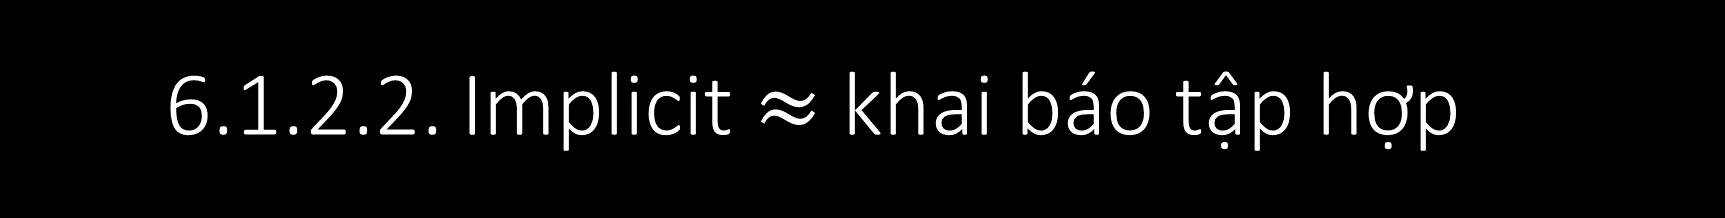 6.1.2.2. Implicit ≈ khai báo tập hợp